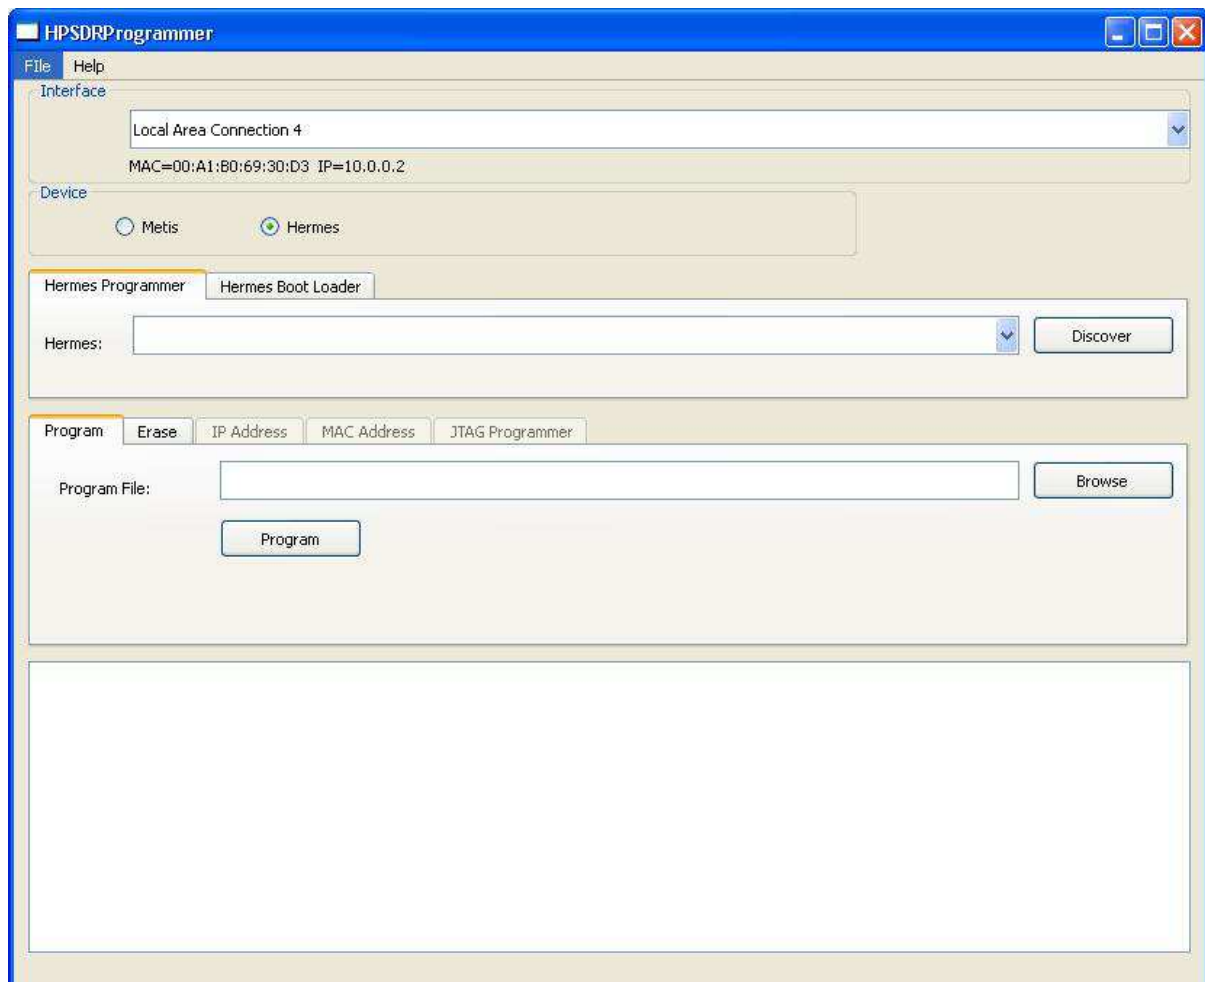 HPSDRProgrammer
FIle Help
Interface
Local Area Connection 4
MAC=00:A1:B0:69:30:D3 IP=10.0.0.2
Device
Metis Hermes
Hermes Programmer Hermes Boot Loader
Hermes: Discover
Program Erase IP Address MAC Address JTAG Programmer
Program File: Browse
Program